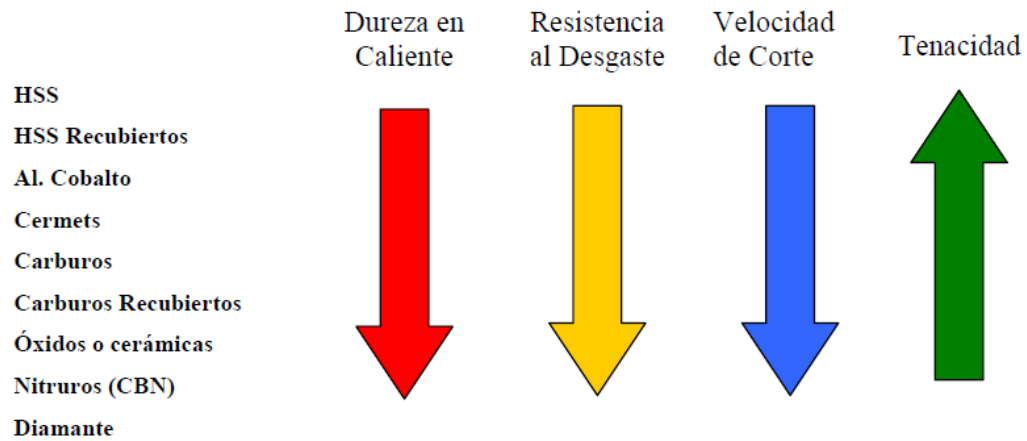 Dureza en
Caliente
Resistencia
al Desgaste
Velocidad
de Corte
Tenacidad
HSS
HSS Recubiertos
Al. Cobalto
Cermets
Carburos
Carburos Recubiertos
Óxidos o cerámicas
Nitruros (CBN)
Diamante